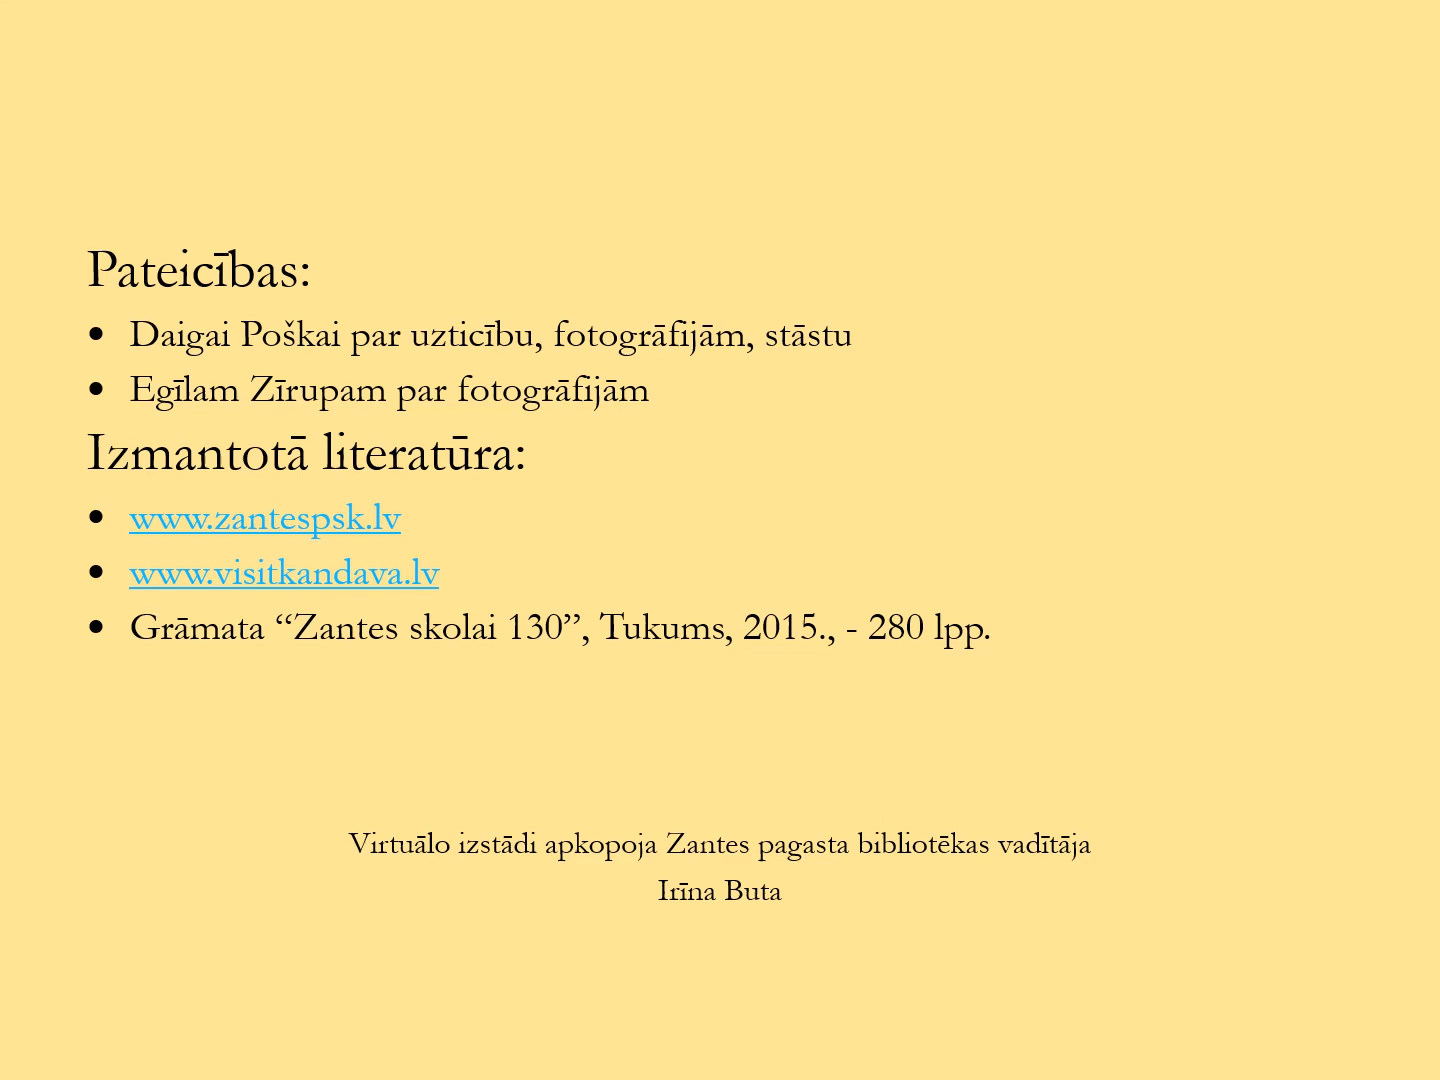 Pateicības:
• Daigai Poškai par uzticību, fotogrāfijām, stāstu
• Egīlam Zīrupam par fotogrāfijām
Izmantotā literatūra:
• www.zantespsk.lv
• www.visitkandava.lv
• Grāmata “Zantes skolai 130”, Tukums, 2015., - 280 lpp.
Virtuālo izstādi apkopoja Zantes pagasta bibliotēkas vadītāja
Irīna Buta